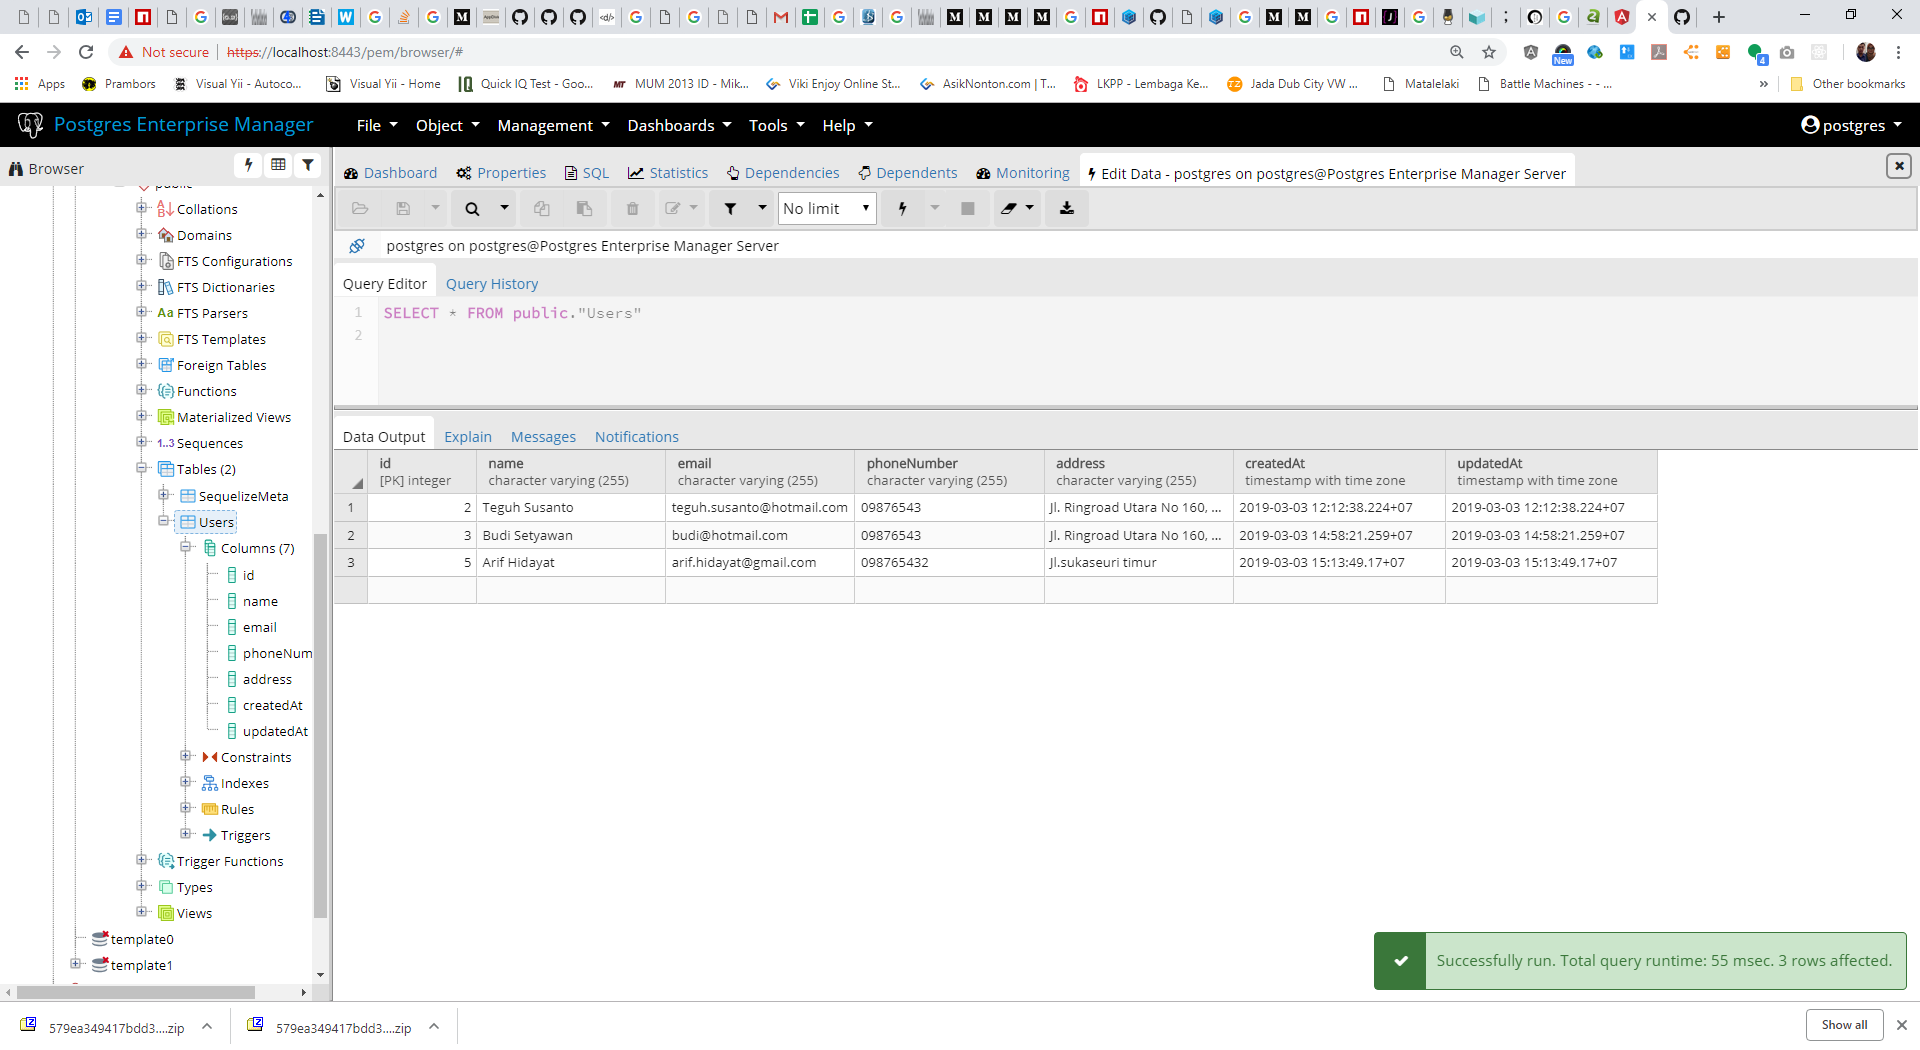 Not secure | https://localhost:8443/pem/browser/#
New
4
Apps Prambors Visual Yii - Autoco... Visual Yii - Home Quick IQ Test - Goo... MUM 2013 ID - Mik... Viki Enjoy Online St... AsikNonton.com | T... LKPP - Lembaga Ke... Jada Dub City VW ... Matalelaki Battle Machines - - ... » Other bookmarks
Postgres Enterprise Manager File Object Management Dashboards Tools Help postgres
Browser
Dashboard Properties SQL Statistics Dependencies Dependents Monitoring Edit Data - postgres on postgres@Postgres Enterprise Manager Server
No limit
postgres on postgres@Postgres Enterprise Manager Server
Query Editor Query History
1 SELECT * FROM public."Users"
2
public
Collations
Domains
FTS Configurations
FTS Dictionaries
Aa FTS Parsers
FTS Templates
Foreign Tables
Functions
Materialized Views
1..3 Sequences
Tables (2)
SequelizeMeta
Users
Columns (7)
id
name
email
phoneNum
address
createdAt
updatedAt
Constraints
Indexes
Rules
Triggers
Trigger Functions
Types
Views
template0
template1
Data Output Explain Messages Notifications
id name email phoneNumber address createdAt updatedAt
[PK] integer character varying (255) character varying (255) character varying (255) character varying (255) timestamp with time zone timestamp with time zone
1 2 Teguh Susanto teguh.susanto@hotmail.com 09876543 Jl. Ringroad Utara No 160, ... 2019-03-03 12:12:38.224+07 2019-03-03 12:12:38.224+07
2 3 Budi Setyawan budi@hotmail.com 09876543 Jl. Ringroad Utara No 160, ... 2019-03-03 14:58:21.259+07 2019-03-03 14:58:21.259+07
3 5 Arif Hidayat arif.hidayat@gmail.com 098765432 Jl.sukaseuri timur 2019-03-03 15:13:49.17+07 2019-03-03 15:13:49.17+07
Successfully run. Total query runtime: 55 msec. 3 rows affected.
579ea349417bdd3....zip 579ea349417bdd3....zip Show all